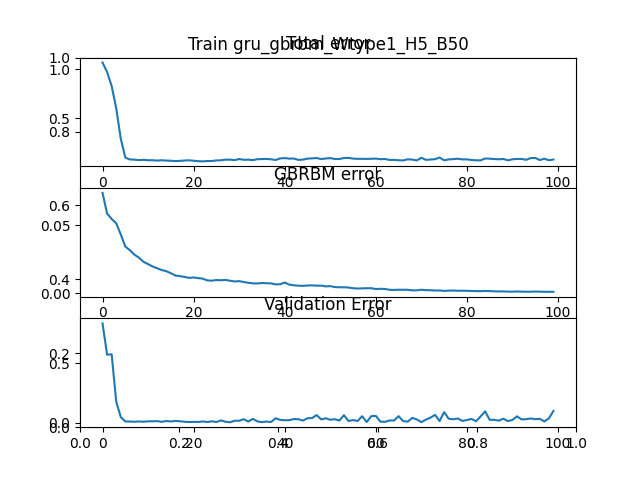 Train gru_gbrbm_Wtype1_H5_B50
Total error
1.0
1.0
0.5
0.8
0 20 40 60 80 100
GBRBM error
0.6
0.05
0.4
0.00
0 20 40 60 80 100
Validation Error
0.2
0.5
0.0
0.0
0 20 40 60 80 100
0.0 0.2 0.4 0.6 0.8 1.0